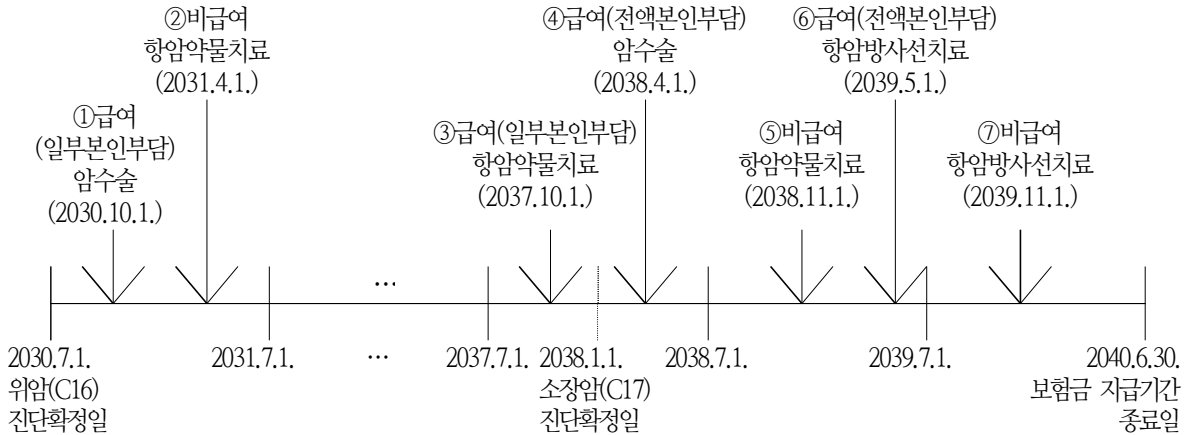 ②비급여
항암약물치료
(2031.4.1.)
④급여(전액본인부담)
암수술
(2038.4.1.)
⑥급여(전액본인부담)
항암방사선치료
(2039.5.1.)
①급여
(일부본인부담)
암수술
(2030.10.1.)
③급여(일부본인부담)
항암약물치료
(2037.10.1.)
⑤비급여
항암약물치료
(2038.11.1.)
⑦비급여
항암방사선치료
(2039.11.1.)
…
2030.7.1.
위암(C16)
진단확정일
2031.7.1.
…
2037.7.1.
2038.1.1.
소장암(C17)
진단확정일
2038.7.1.
2039.7.1.
2040.6.30.
보험금 지급기간
종료일